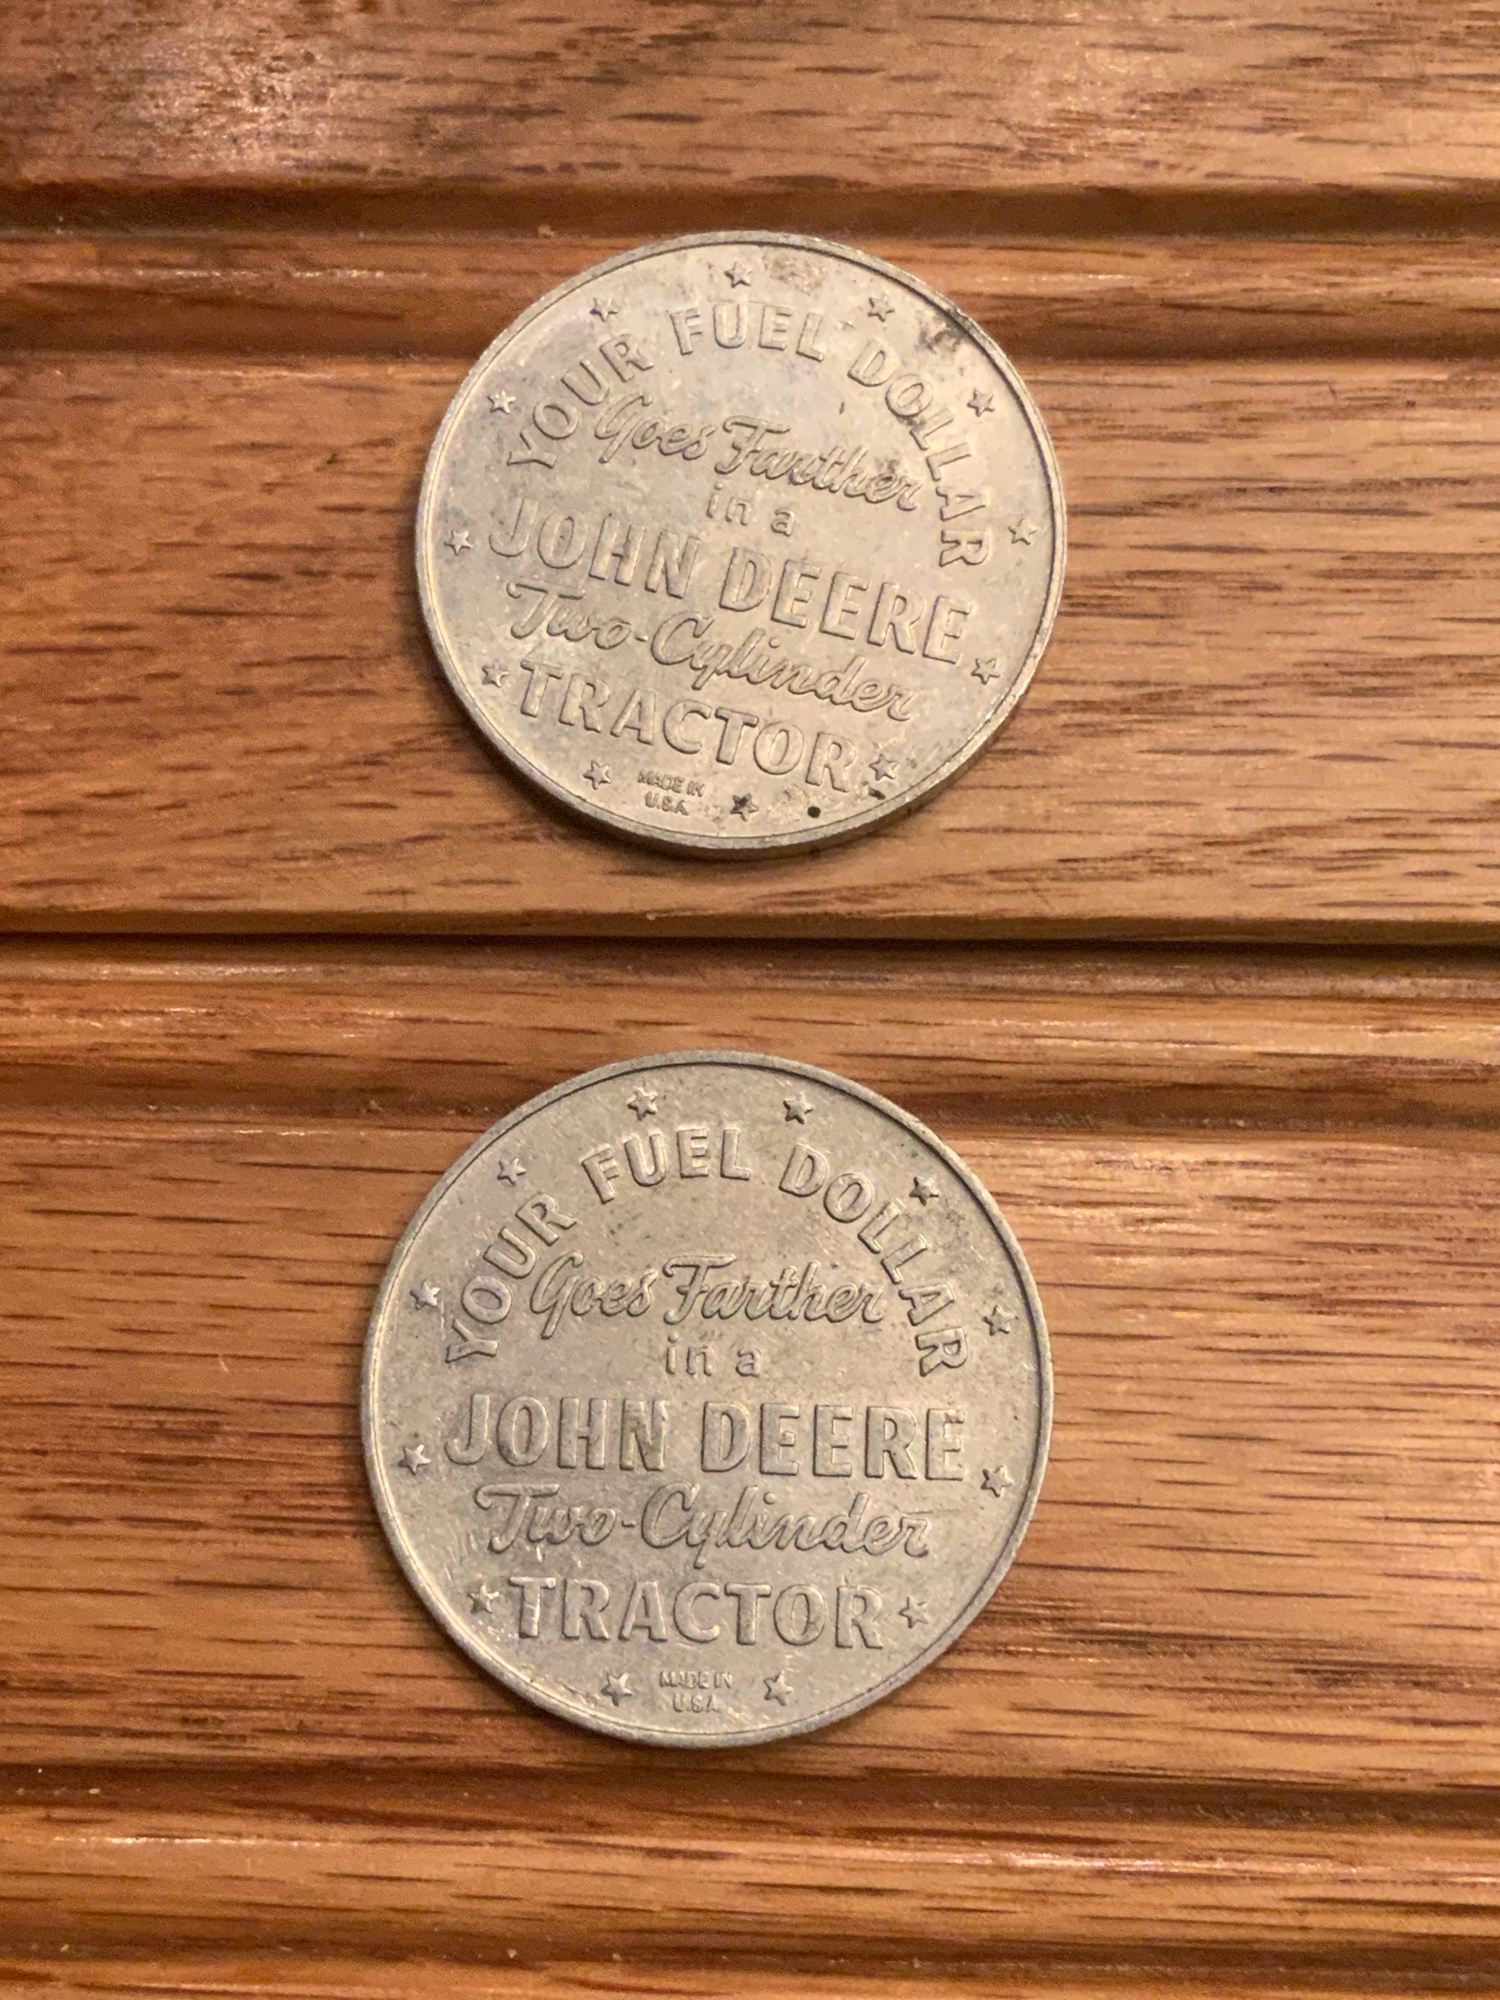 YOUR FUEL DOLLAR
Goes Farther
in a
JOHN DEERE
Two-Cylinder
TRACTOR
MADE IN
U.S.A.
YOUR FUEL DOLLAR
Goes Farther
in a
JOHN DEERE
Two-Cylinder
TRACTOR
MADE IN
U.S.A.